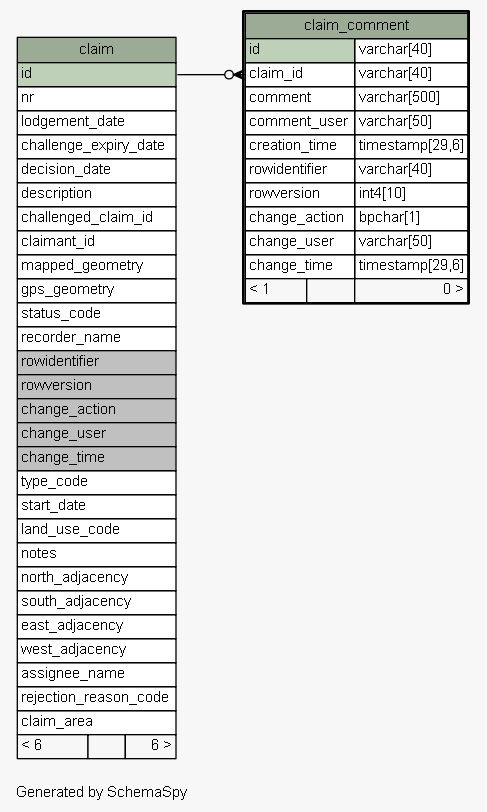 claim
id
nr
lodgement_date
challenge_expiry_date
decision_date
description
challenged_claim_id
claimant_id
mapped_geometry
gps_geometry
status_code
recorder_name
rowidentifier
rowversion
change_action
change_user
change_time
type_code
start_date
land_use_code
notes
north_adjacency
south_adjacency
east_adjacency
west_adjacency
assignee_name
rejection_reason_code
claim_area
< 6 6 >
claim_comment
id varchar[40]
claim_id varchar[40]
comment varchar[500]
comment_user varchar[50]
creation_time timestamp[29,6]
rowidentifier varchar[40]
rowversion int4[10]
change_action bpchar[1]
change_user varchar[50]
change_time timestamp[29,6]
< 1 0 >
Generated by SchemaSpy